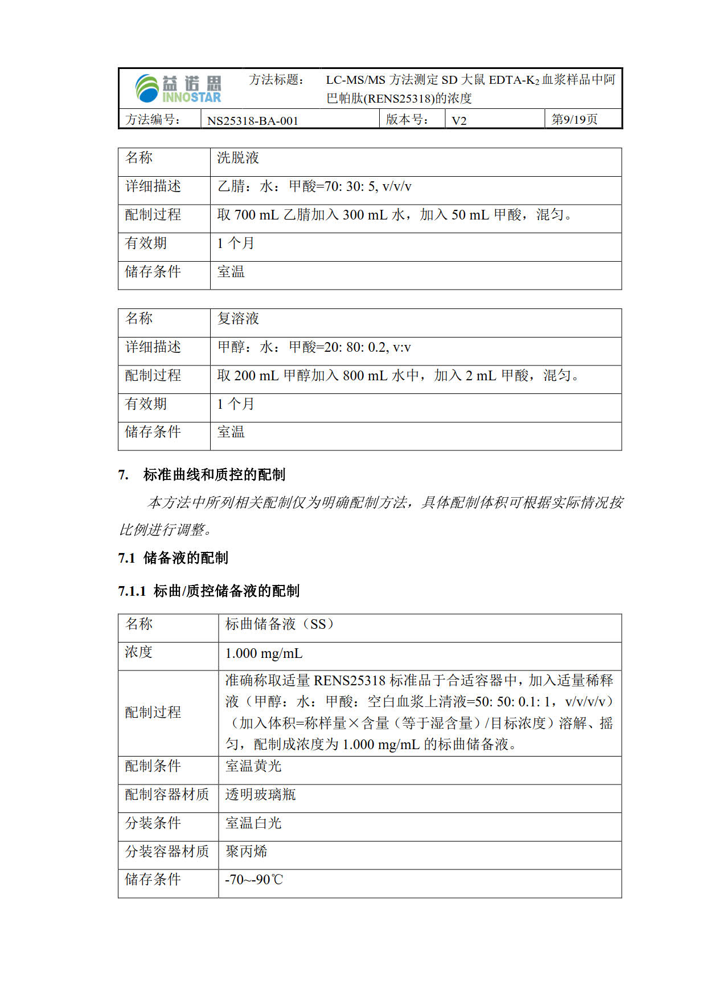 益诺思
INNOSTAR
方法标题： LC-MS/MS 方法测定 SD 大鼠 EDTA-K2 血浆样品中阿
巴帕肽(RENS25318)的浓度
方法编号： NS25318-BA-001 版本号： V2 第9/19页
名称 洗脱液
详细描述 乙腈：水：甲酸=70: 30: 5, v/v/v
配制过程 取 700 mL 乙腈加入 300 mL 水，加入 50 mL 甲酸，混匀。
有效期 1 个月
储存条件 室温
名称 复溶液
详细描述 甲醇：水：甲酸=20: 80: 0.2, v:v
配制过程 取 200 mL 甲醇加入 800 mL 水中，加入 2 mL 甲酸，混匀。
有效期 1 个月
储存条件 室温
7. 标准曲线和质控的配制
本方法中所列相关配制仅为明确配制方法，具体配制体积可根据实际情况按
比例进行调整。
7.1 储备液的配制
7.1.1 标曲/质控储备液的配制
名称 标曲储备液（SS）
浓度 1.000 mg/mL
配制过程 准确称取适量 RENS25318 标准品于合适容器中，加入适量稀释
液（甲醇：水：甲酸：空白血浆上清液=50: 50: 0.1: 1，v/v/v/v）
（加入体积=称样量×含量（等于湿含量）/目标浓度）溶解、摇
匀，配制成浓度为 1.000 mg/mL 的标曲储备液。
配制条件 室温黄光
配制容器材质 透明玻璃瓶
分装条件 室温白光
分装容器材质 聚丙烯
储存条件 -70~-90℃